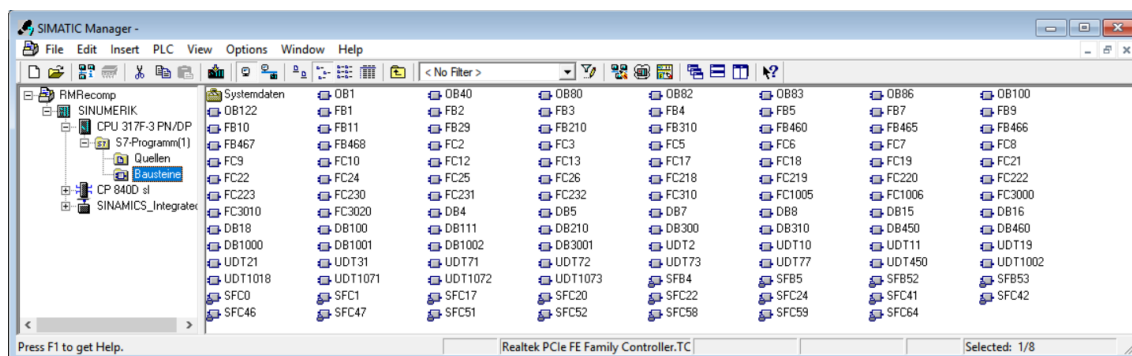 SIMATIC Manager -
File Edit Insert PLC View Options Window Help
< No Filter >
RMRecomp
SINUMERIK
CPU 317F-3 PN/DP
S7-Programm(1)
Quellen
Bausteine
CP 840D sl
SINAMICS_Integrated
Systemdaten OB1 OB40 OB80 OB82 OB83 OB86 OB100
OB122 FB1 FB2 FB3 FB4 FB5 FB7 FB9
FB10 FB11 FB29 FB210 FB310 FB460 FB465 FB466
FB467 FB468 FC2 FC3 FC5 FC6 FC7 FC8
FC9 FC10 FC12 FC13 FC17 FC18 FC19 FC21
FC22 FC24 FC25 FC26 FC218 FC219 FC220 FC222
FC223 FC230 FC231 FC232 FC310 FC1005 FC1006 FC3000
FC3010 FC3020 DB4 DB5 DB7 DB8 DB15 DB16
DB18 DB100 DB111 DB210 DB300 DB310 DB450 DB460
DB1000 DB1001 DB1002 DB3001 UDT2 UDT10 UDT11 UDT19
UDT21 UDT31 UDT71 UDT72 UDT73 UDT77 UDT450 UDT1002
UDT1018 UDT1071 UDT1072 UDT1073 SFB4 SFB5 SFB52 SFB53
SFC0 SFC1 SFC17 SFC20 SFC22 SFC24 SFC41 SFC42
SFC46 SFC47 SFC51 SFC52 SFC58 SFC59 SFC64
Press F1 to get Help. Realtek PCIe FE Family Controller.TC Selected: 1/8